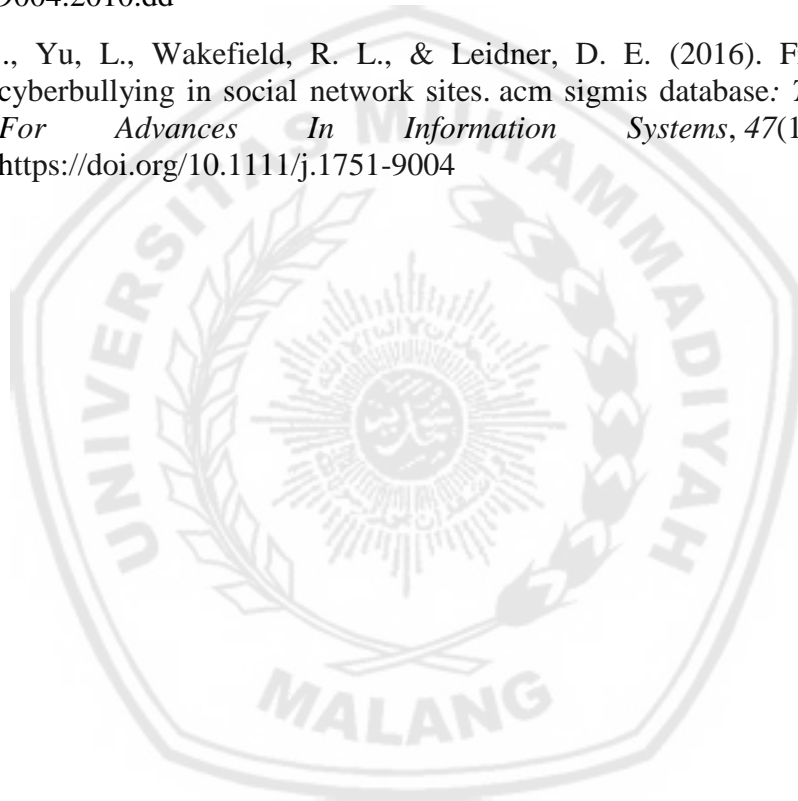 9004.2010.dd
., Yu, L., Wakefield, R. L., & Leidner, D. E. (2016). F
cyberbullying in social network sites. acm sigmis database: T
For Advances In Information Systems, 47(1
https://doi.org/10.1111/j.1751-9004
UNIVERSITAS MUHAMMADIYAH
MALANG